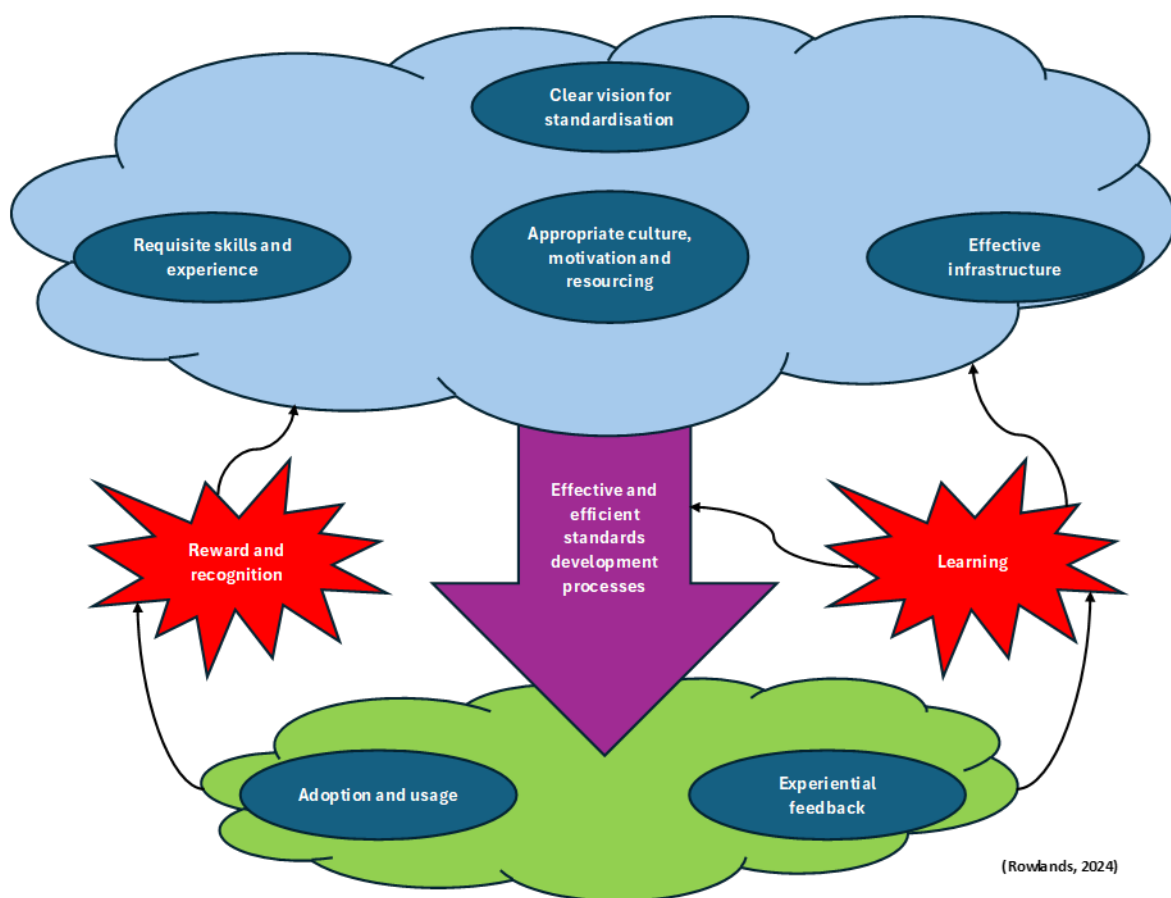 Clear vision for
standardisation
Requisite skills and
experience
Appropriate culture,
motivation and
resourcing
Effective
infrastructure
Effective and
efficient
standards
development
processes
Reward and
recognition
Learning
Adoption and usage
Experiential
feedback
(Rowlands, 2024)